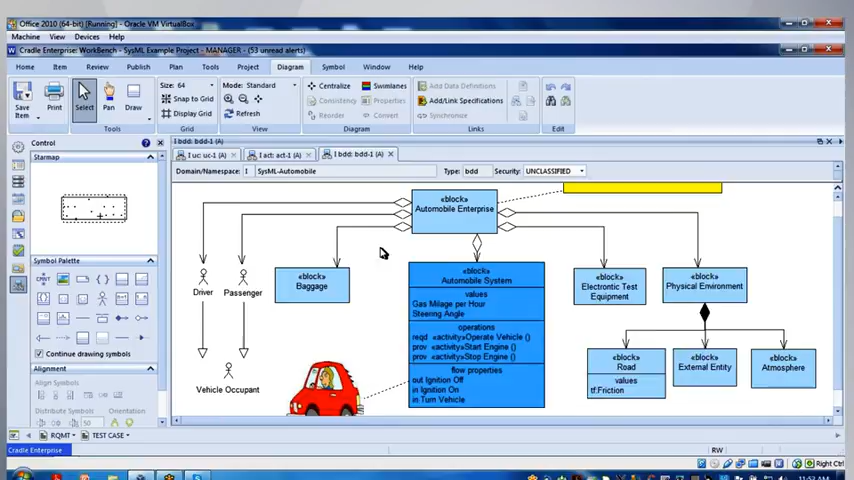 Office 2010 (64-bit) [Running] - Oracle VM VirtualBox
Machine View Devices Help
Cradle Enterprise: WorkBench - SysML Example Project - MANAGER - (53 unread alerts)
Home Item Review Publish Plan Tools Project Diagram Symbol Window Help
Save Item Print Select Pan Draw
Size: 64
Snap to Grid
Display Grid
Mode: Standard
Refresh
Centralize Swimlanes
Consistency Properties
Reorder Convert
Add Data Definitions
Add/Link Specifications
Synchronize
Tools Grid View Diagram Links Edit
Control
Starmap
Symbol Palette
Continue drawing symbols
Alignment
Align Symbols
Distribution Orientation
50
I bdd: bdd-1 (A)
I uc: uc-1 (A) I act: act-1 (A) I bdd: bdd-1 (A)
Domain/Namespace: I SysML-Automobile Type: bdd Security: UNCLASSIFIED
«block»
Automobile Enterprise
Driver
Passenger
Vehicle Occupant
«block»
Baggage
«block»
Automobile System
values
Gas Milage per Hour
Steering Angle
operations
reqd «activity»Operate Vehicle ()
prov «activity»Start Engine ()
prov «activity»Stop Engine ()
flow properties
out Ignition Off
in Ignition On
in Turn Vehicle
«block»
Electronic Test
Equipment
«block»
Physical Environment
«block»
Road
values
tf:Friction
«block»
External Entity
«block»
Atmosphere
RQMT TEST CASE
Cradle Enterprise
RW
Right Ctrl
11:52 AM